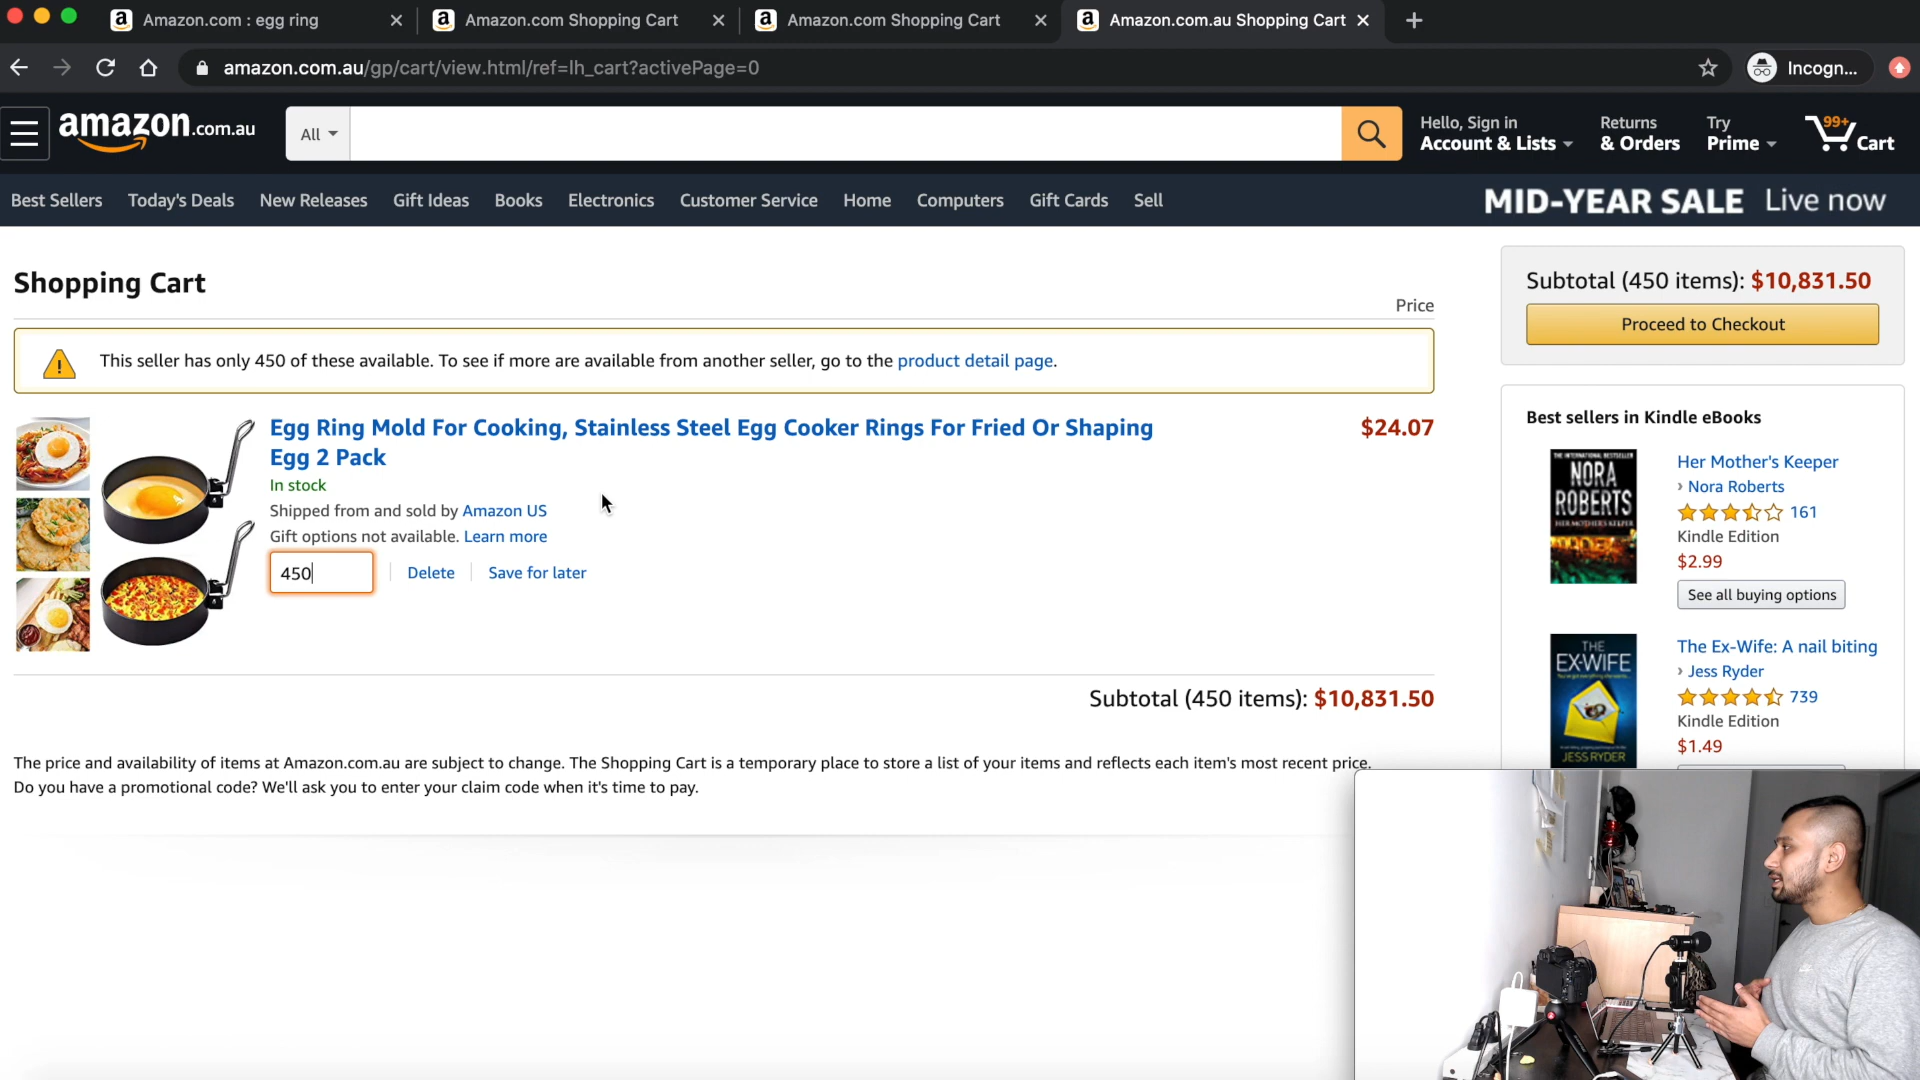 Amazon.com : egg ring
Amazon.com Shopping Cart
Amazon.com Shopping Cart
Amazon.com.au Shopping Cart
amazon.com.au/gp/cart/view.html/ref=lh_cart?activePage=0
Incogn...
amazon.com.au
All
Hello, Sign in
Account & Lists
Returns
& Orders
Try
Prime
99+
Cart
Best Sellers
Today's Deals
New Releases
Gift Ideas
Books
Electronics
Customer Service
Home
Computers
Gift Cards
Sell
MID-YEAR SALE Live now
Shopping Cart
Price
This seller has only 450 of these available. To see if more are available from another seller, go to the product detail page.
Egg Ring Mold For Cooking, Stainless Steel Egg Cooker Rings For Fried Or Shaping
Egg 2 Pack
$24.07
In stock
Shipped from and sold by Amazon US
Gift options not available. Learn more
450
Delete
Save for later
Subtotal (450 items): $10,831.50
The price and availability of items at Amazon.com.au are subject to change. The Shopping Cart is a temporary place to store a list of your items and reflects each item's most recent price.
Do you have a promotional code? We'll ask you to enter your claim code when it's time to pay.
Subtotal (450 items): $10,831.50
Proceed to Checkout
Best sellers in Kindle eBooks
THE INTERNATIONAL BESTSELLER
NORA
ROBERTS
HER MOTHER'S KEEPER
Her Mother's Keeper
› Nora Roberts
161
Kindle Edition
$2.99
See all buying options
THE
EX-WIFE
JESS RYDER
The Ex-Wife: A nail biting
› Jess Ryder
739
Kindle Edition
$1.49